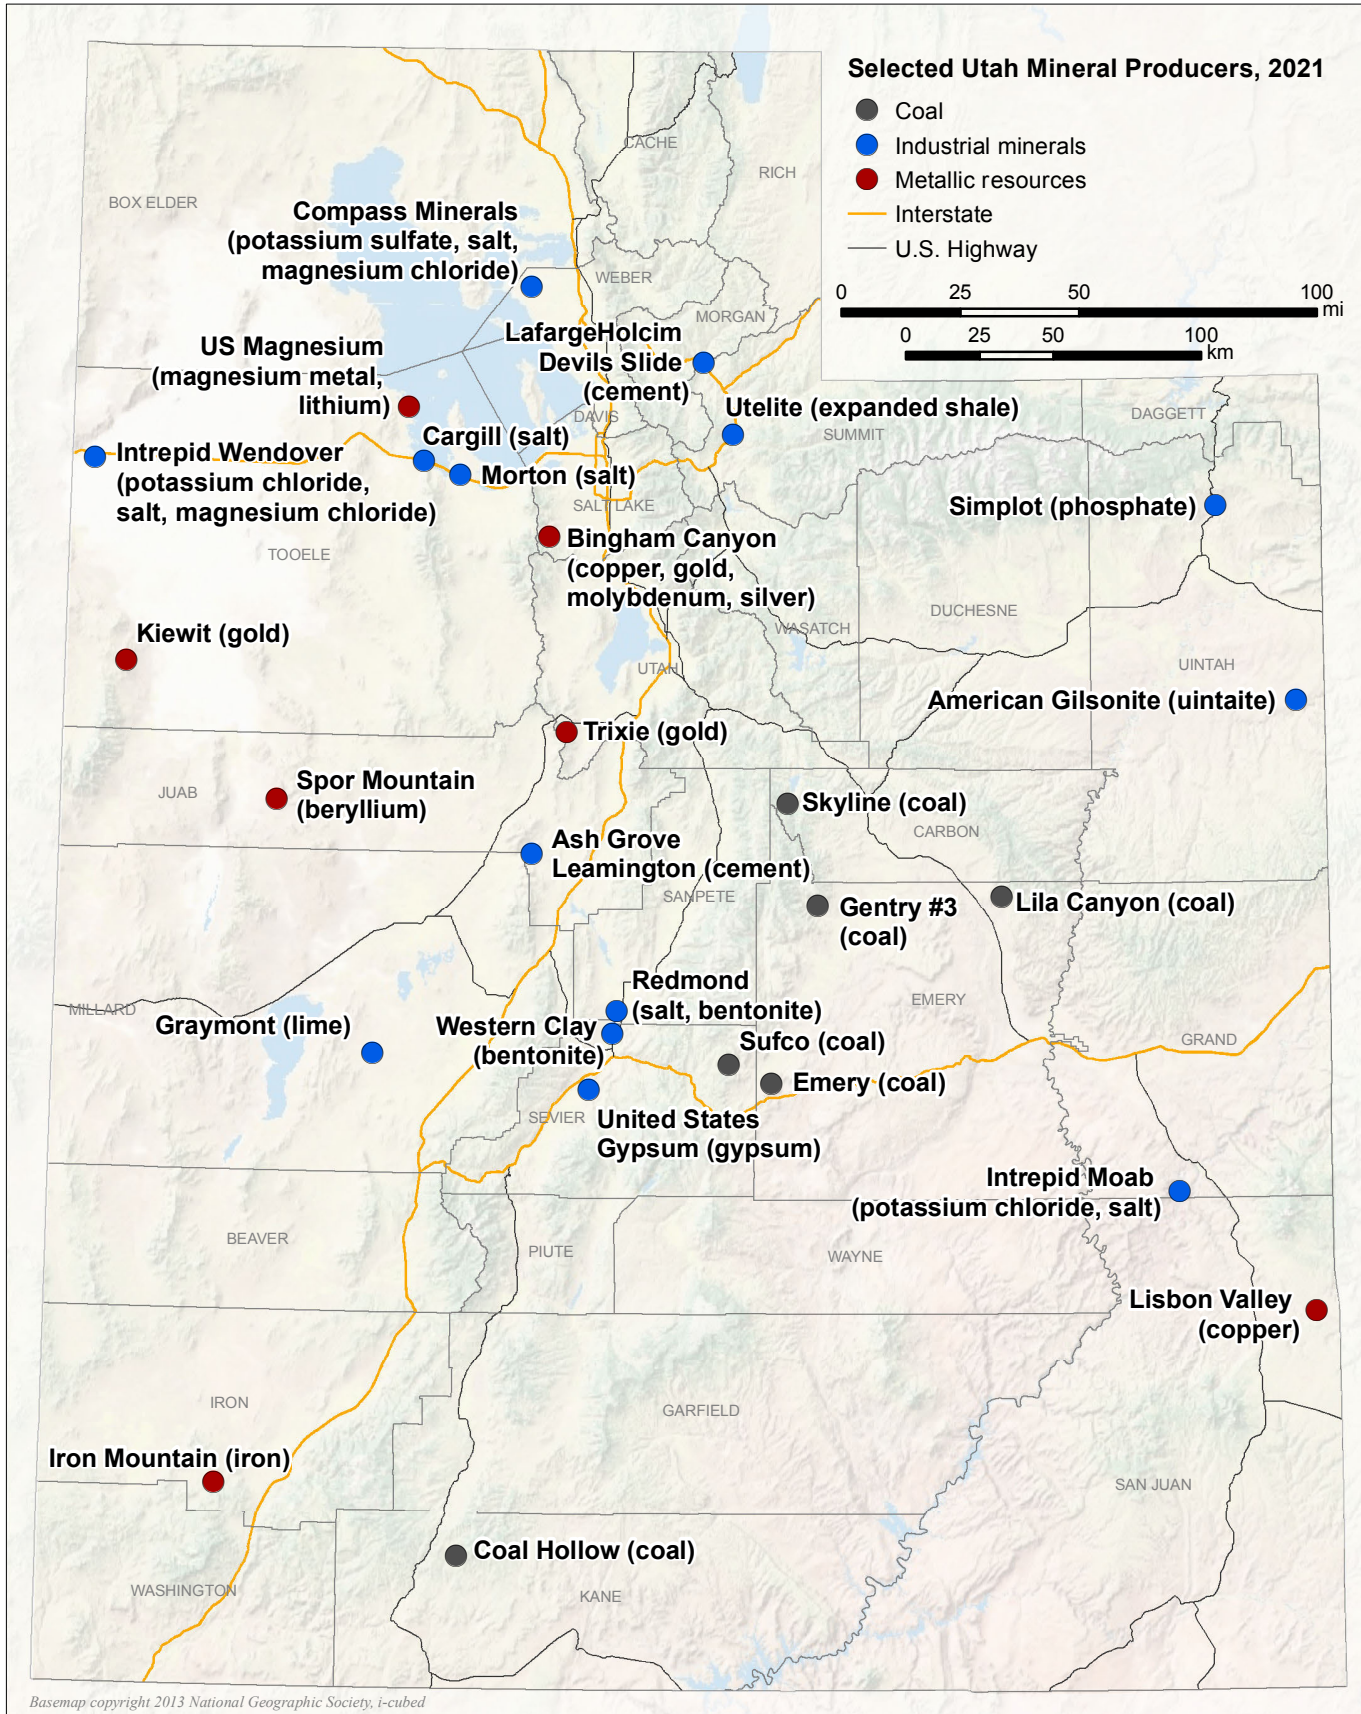 Selected Utah Mineral Producers, 2021
Coal
Industrial minerals
Metallic resources
Interstate
U.S. Highway
0 25 50 100
mi
0 25 50 100
km
CACHE
RICH
BOX ELDER
Compass Minerals
(potassium sulfate, salt,
magnesium chloride)
WEBER
MORGAN
LafargeHolcim
Devils Slide
(cement)
US Magnesium
(magnesium metal,
lithium)
DAVIS
Utelite (expanded shale)
SUMMIT
DAGGETT
Cargill (salt)
Intrepid Wendover
(potassium chloride,
salt, magnesium chloride)
Morton (salt)
SALT LAKE
Simplot (phosphate)
TOOELE
Bingham Canyon
(copper, gold,
molybdenum, silver)
DUCHESNE
WASATCH
Kiewit (gold)
UTAH
UINTAH
American Gilsonite (uintaite)
Trixie (gold)
Spor Mountain
(beryllium)
JUAB
Skyline (coal)
CARBON
Ash Grove
Leamington (cement)
SANPETE
Gentry #3
(coal)
Lila Canyon (coal)
Redmond
(salt, bentonite)
EMERY
MILLARD
Graymont (lime)
Western Clay
(bentonite)
Sufco (coal)
GRAND
Emery (coal)
SEVIER
United States
Gypsum (gypsum)
Intrepid Moab
(potassium chloride, salt)
BEAVER
PIUTE
WAYNE
Lisbon Valley
(copper)
IRON
GARFIELD
Iron Mountain (iron)
SAN JUAN
Coal Hollow (coal)
WASHINGTON
KANE
Basemap copyright 2013 National Geographic Society, i-cubed